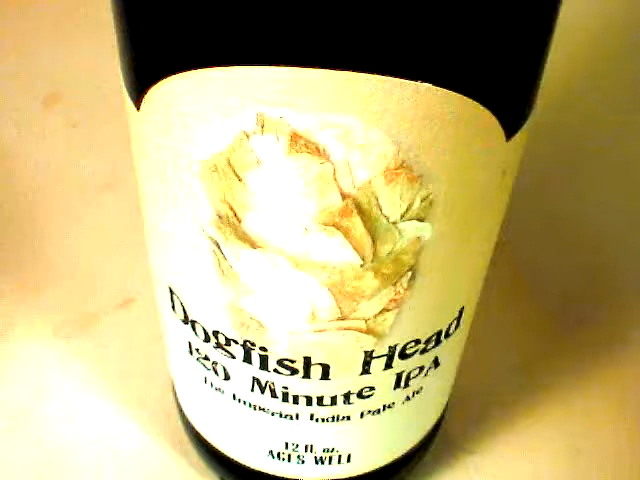 Dogfish Head
120 Minute IPA
The Imperial India Pale Ale
12 fl. oz.
AGES WELL